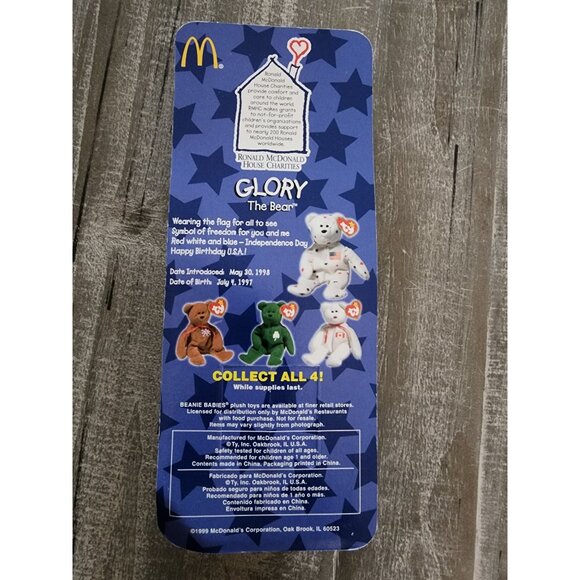 Ronald
McDonald
House Charities
provide comfort and
care to children
around the world.
RMHC makes grants
to not-for-profit
children's organizations
and provides support
to nearly 200 Ronald
McDonald Houses
worldwide.
RONALD MCDONALD
HOUSE CHARITIES
GLORY
The Bear™
Wearing the flag for all to see
Symbol of freedom for you and me
Red white and blue – Independence Day
Happy Birthday U.S.A.!
Date Introduced: May 30, 1998
Date of Birth: July 4, 1997
COLLECT ALL 4!
While supplies last.
BEANIE BABIES® plush toys are available at finer retail stores.
Licensed for distribution only by McDonald's Restaurants
with food purchase. Not for resale.
Items may vary slightly from photograph.
Manufactured for McDonald's Corporation.
©Ty, Inc. Oakbrook, IL U.S.A.
Safety tested for children of all ages.
Recommended for children age 1 and older.
Contents made in China. Packaging printed in China.
Fabricado para McDonald's Corporation.
©Ty, Inc. Oakbrook, IL U.S.A.
Probado seguro para niños de todas edades.
Recomendado para niños de 1 año o más.
Contenido fabricado en China.
Envoltura impresa en China.
©1999 McDonald's Corporation, Oak Brook, IL 60523